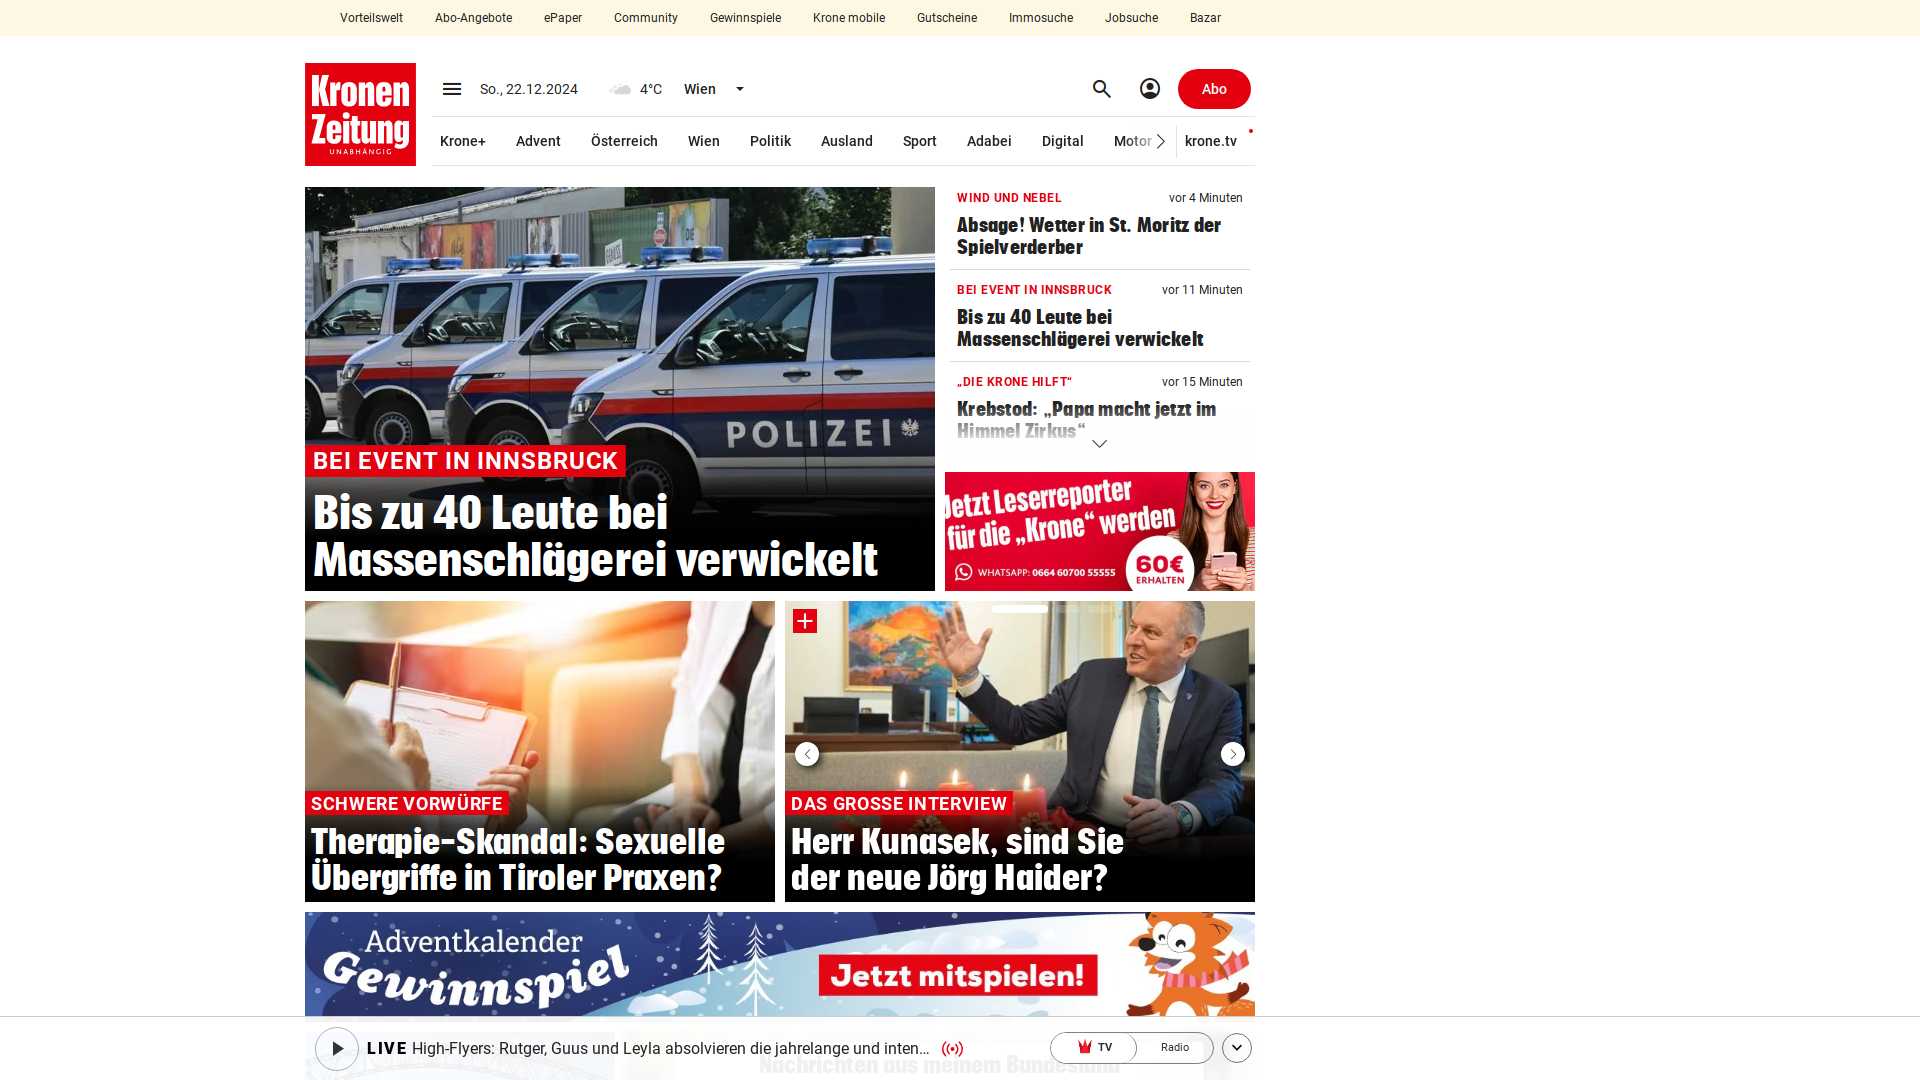 Vorteilswelt Abo-Angebote ePaper Community Gewinnspiele Krone mobile Gutscheine Immosuche Jobsuche Bazar
Kronen
Zeitung
UNABHÄNGIG
So., 22.12.2024 4°C Wien Abo
Krone+ Advent Österreich Wien Politik Ausland Sport Adabei Digital Motor krone.tv
POLIZEI
BEI EVENT IN INNSBRUCK
Bis zu 40 Leute bei
Massenschlägerei verwickelt
WIND UND NEBEL vor 4 Minuten
Absage! Wetter in St. Moritz der
Spielverderber
BEI EVENT IN INNSBRUCK vor 11 Minuten
Bis zu 40 Leute bei
Massenschlägerei verwickelt
„DIE KRONE HILFT“ vor 15 Minuten
Krebstod: „Papa macht jetzt im
Himmel Zirkus“
Jetzt Leserreporter
für die „Krone“ werden
WHATSAPP: 0664 60700 55555
60€
ERHALTEN
SCHWERE VORWÜRFE
Therapie-Skandal: Sexuelle
Übergriffe in Tiroler Praxen?
DAS GROSSE INTERVIEW
Herr Kunasek, sind Sie
der neue Jörg Haider?
Adventkalender
Gewinnspiel
Jetzt mitspielen!
LIVE High-Flyers: Rutger, Guus und Leyla absolvieren die jahrelange und inten... TV Radio
Nachrichten aus meinem Bundesland